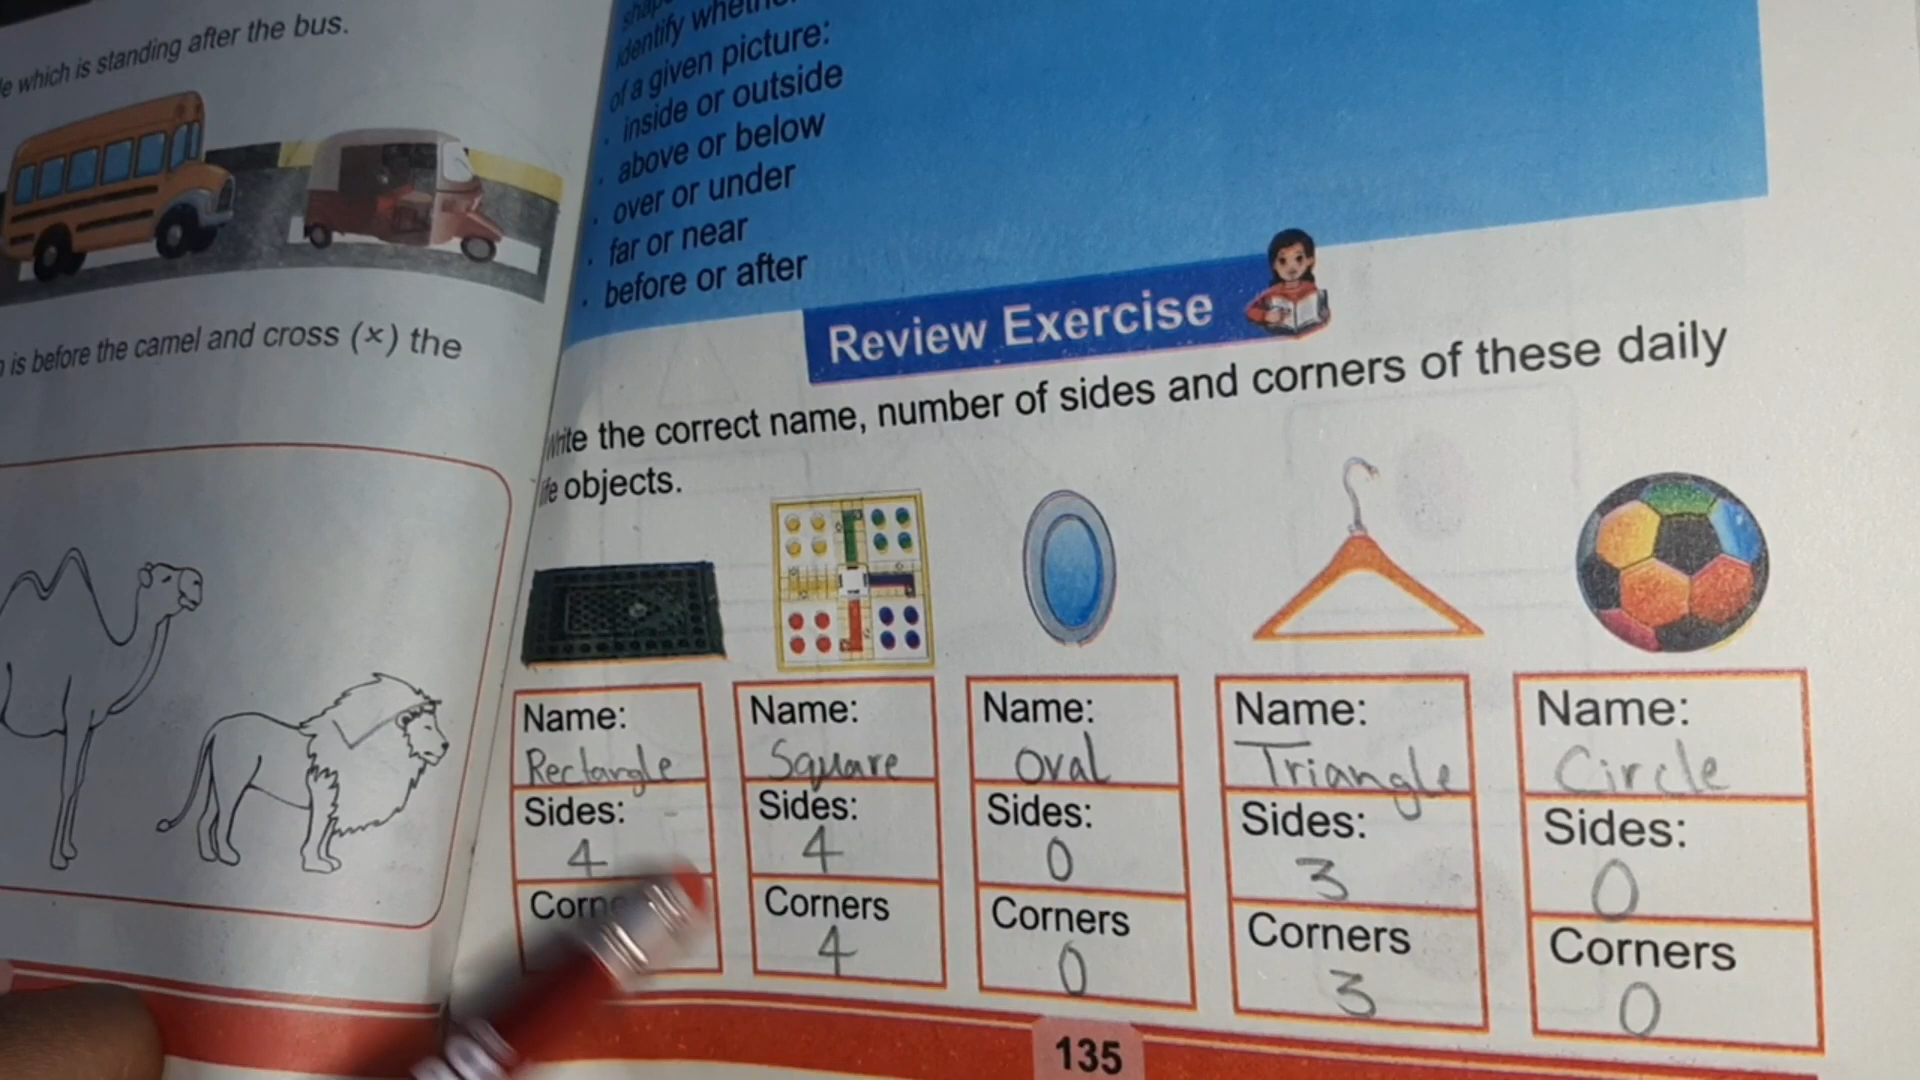 which is standing after the bus.
is before the camel and cross (×) the
identify
of a given picture:
· inside or outside
· above or below
· over or under
· far or near
· before or after
Review Exercise
Write the correct name, number of sides and corners of these daily
life objects.
Name: Name: Name: Name: Name:
Rectangle Square Oval Triangle Circle
Sides: Sides: Sides: Sides: Sides:
4 4 0 3 0
Corners Corners Corners Corners
4 0 3 0
135